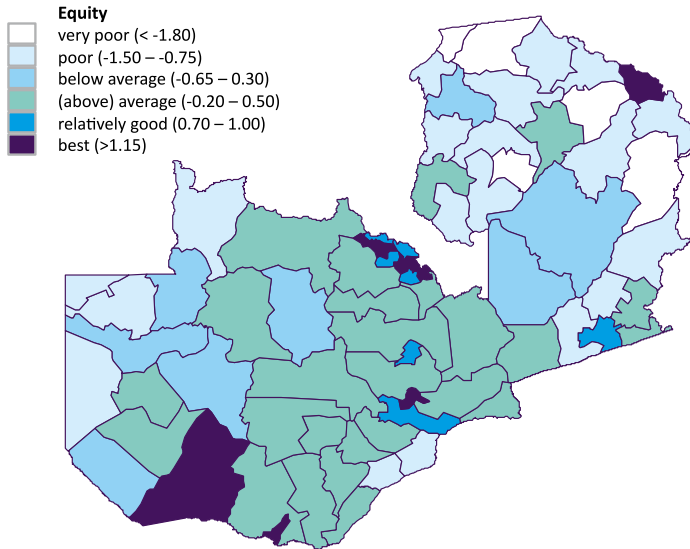 Equity
very poor (< -1.80)
poor (-1.50 – -0.75)
below average (-0.65 – 0.30)
(above) average (-0.20 – 0.50)
relatively good (0.70 – 1.00)
best (>1.15)